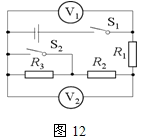 V₁
S₁
S₂
R₁
R₃
R₂
V₂
图 12